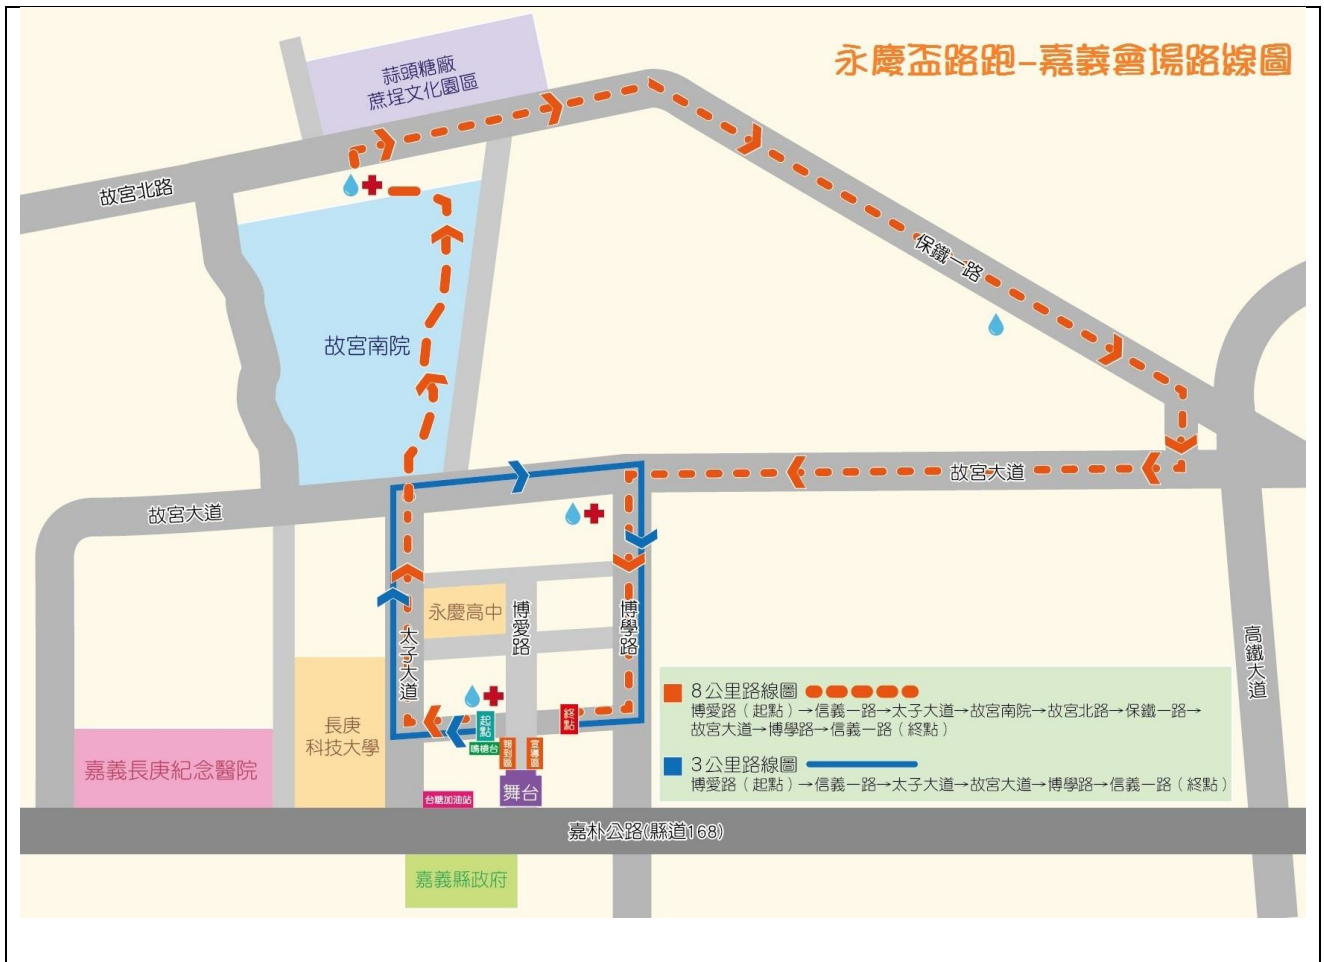 永慶盃路跑-嘉義會場路線圖
蒜頭糖廠
蔗埕文化園區
故宮北路
保鐵一路
故宮南院
故宮大道
故宮大道
永慶高中
博愛路
博學路
太子大道
高鐵大道
長庚
科技大學
嘉義長庚紀念醫院
起點
終點
鳴槍台
報到區
宣導區
舞台
台糖加油站
8公里路線圖
博愛路(起點)→信義一路→太子大道→故宮南院→故宮北路→保鐵一路→
故宮大道→博學路→信義一路(終點)
3公里路線圖
博愛路(起點)→信義一路→太子大道→故宮大道→博學路→信義一路(終點)
嘉朴公路(縣道168)
嘉義縣政府